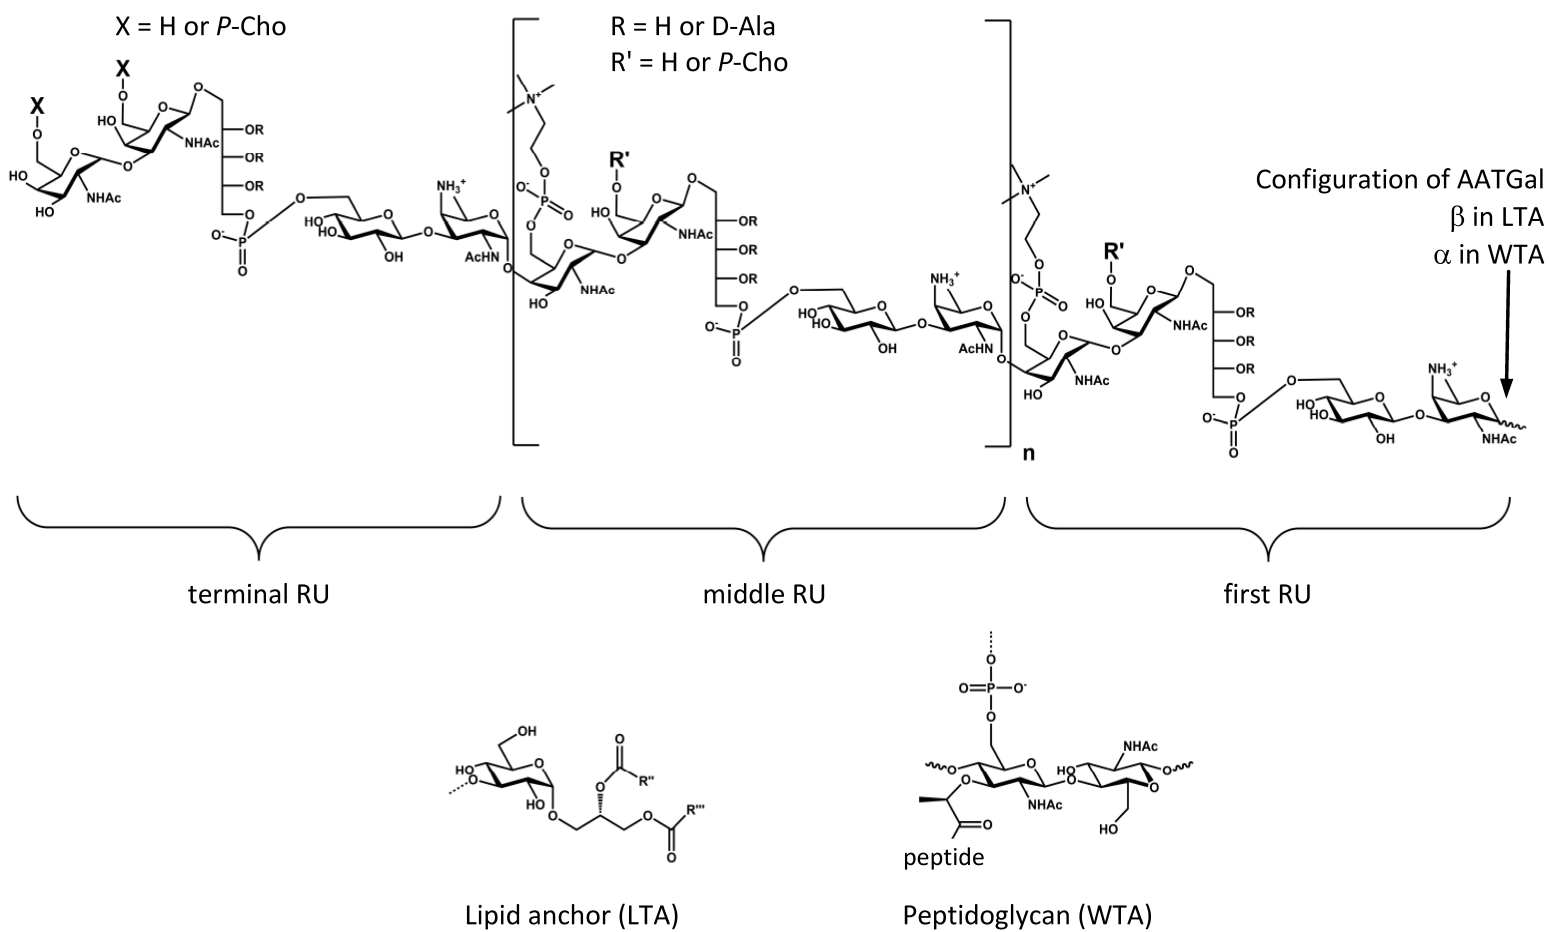 X = H or P-Cho
R = H or D-Ala
R' = H or P-Cho
X
X
O
O
O
HO
O
NHAc
OR
O
OR
HO
O
NHAc
OR
HO
O
O⁻
P
O
O
HO
HO
O
OH
O
NH₃⁺
O
AcHN
O
N⁺
O
O⁻
P
O
O
R'
O
HO
O
O
NHAc
OR
OR
OR
O
O
NHAc
HO
O
O⁻
P
O
O
HO
HO
O
OH
O
NH₃⁺
O
AcHN
O
n
N⁺
O
O⁻
P
O
O
R'
O
HO
O
O
NHAc
OR
OR
OR
O
O
NHAc
HO
O
O⁻
P
O
O
HO
HO
O
OH
O
NH₃⁺
O
NHAc
Configuration of AATGal
β in LTA
α in WTA
terminal RU
middle RU
first RU
OH
HO
O
O
HO
O
O
O
R''
O
R'''
O
O
O=P–O⁻
O
O
O
O
NHAc
O
HO
NHAc
O
O
HO
O
peptide
Lipid anchor (LTA)
Peptidoglycan (WTA)